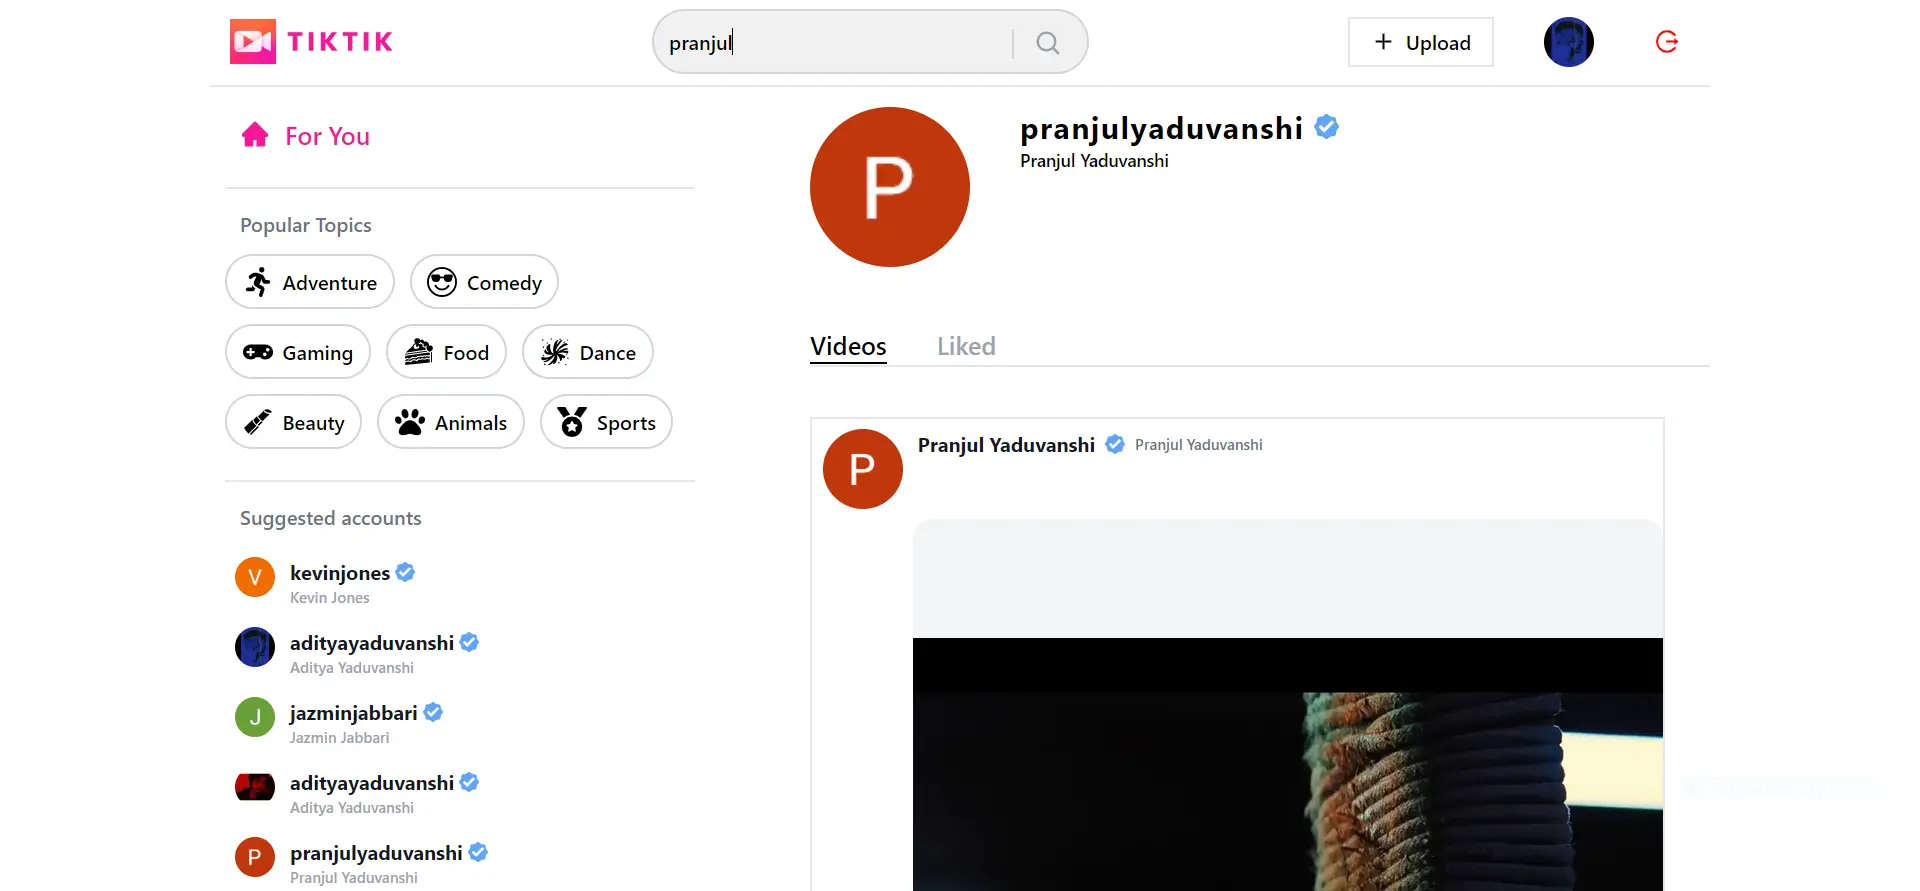 TIKTIK
pranjul
Upload
For You
Popular Topics
Adventure
Comedy
Gaming
Food
Dance
Beauty
Animals
Sports
Suggested accounts
V
kevinjones
Kevin Jones
adityayaduvanshi
Aditya Yaduvanshi
J
jazminjabbari
Jazmin Jabbari
adityayaduvanshi
Aditya Yaduvanshi
P
pranjulyaduvanshi
Pranjul Yaduvanshi
P
pranjulyaduvanshi
Pranjul Yaduvanshi
Videos
Liked
P
Pranjul Yaduvanshi Pranjul Yaduvanshi